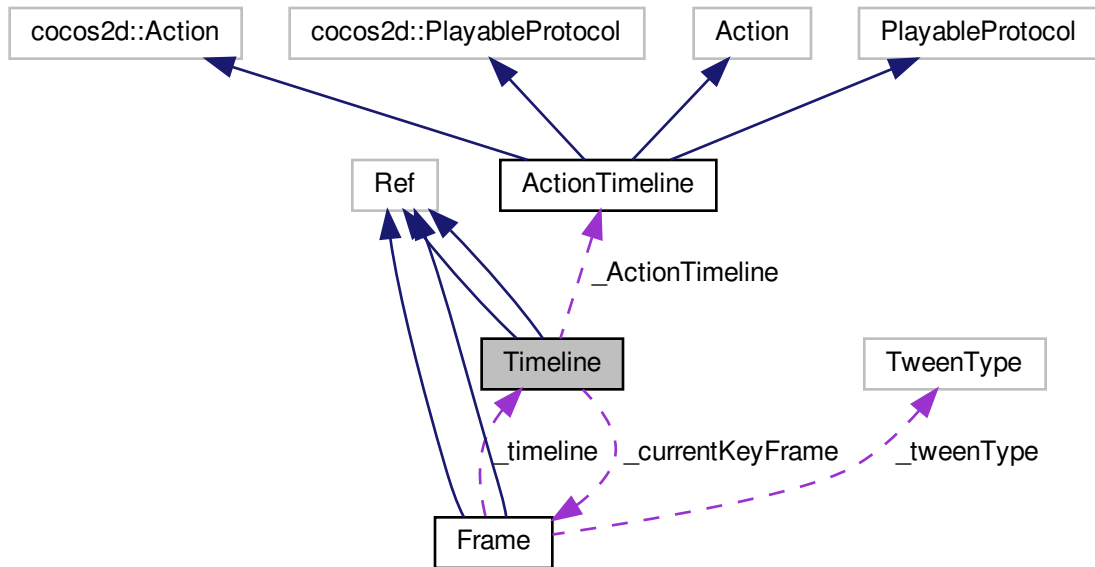 cocos2d::Action
cocos2d::PlayableProtocol
Action
PlayableProtocol
Ref
ActionTimeline
_ActionTimeline
Timeline
TweenType
_timeline
_currentKeyFrame
_tweenType
Frame